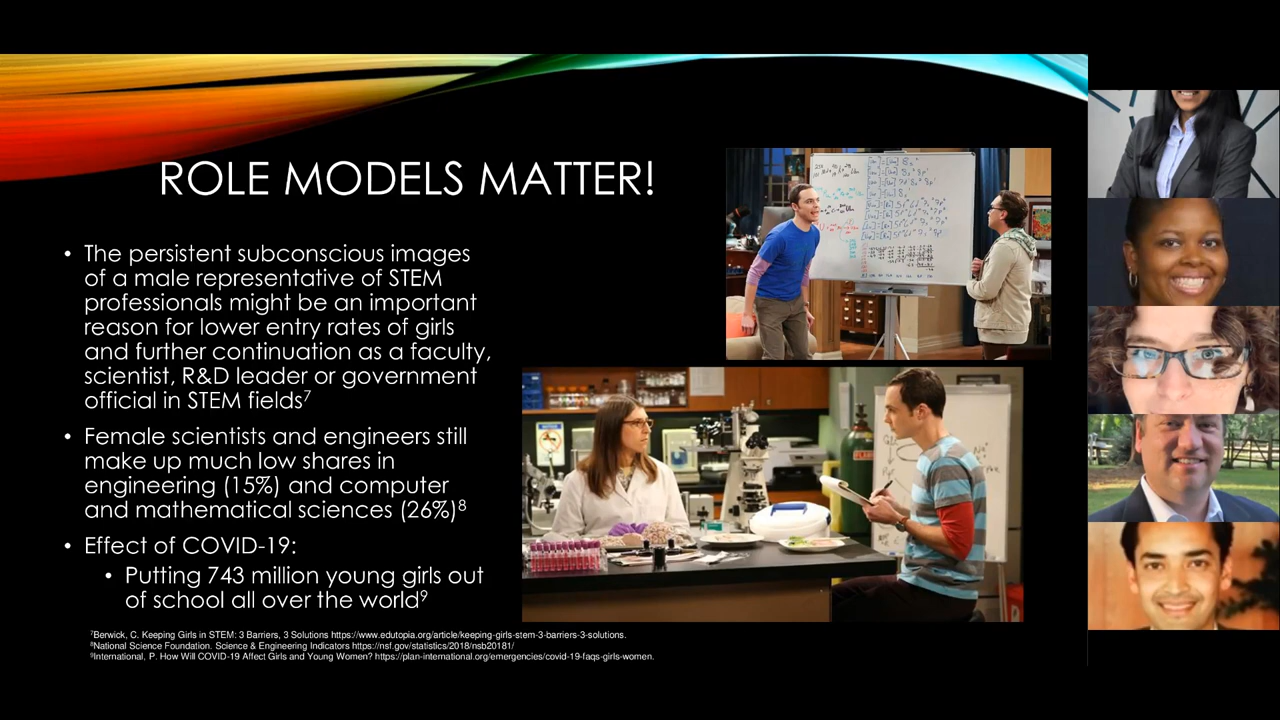 ROLE MODELS MATTER!
• The persistent subconscious images
of a male representative of STEM
professionals might be an important
reason for lower entry rates of girls
and further continuation as a faculty,
scientist, R&D leader or government
official in STEM fields⁷
• Female scientists and engineers still
make up much low shares in
engineering (15%) and computer
and mathematical sciences (26%)⁸
• Effect of COVID-19:
• Putting 743 million young girls out
of school all over the world⁹
⁷Berwick, C. Keeping Girls in STEM: 3 Barriers, 3 Solutions https://www.edutopia.org/article/keeping-girls-stem-3-barriers-3-solutions.
⁸National Science Foundation. Science & Engineering Indicators https://nsf.gov/statistics/2018/nsb20181/
⁹International, P. How Will COVID-19 Affect Girls and Young Women? https://plan-international.org/emergencies/covid-19-faqs-girls-women.